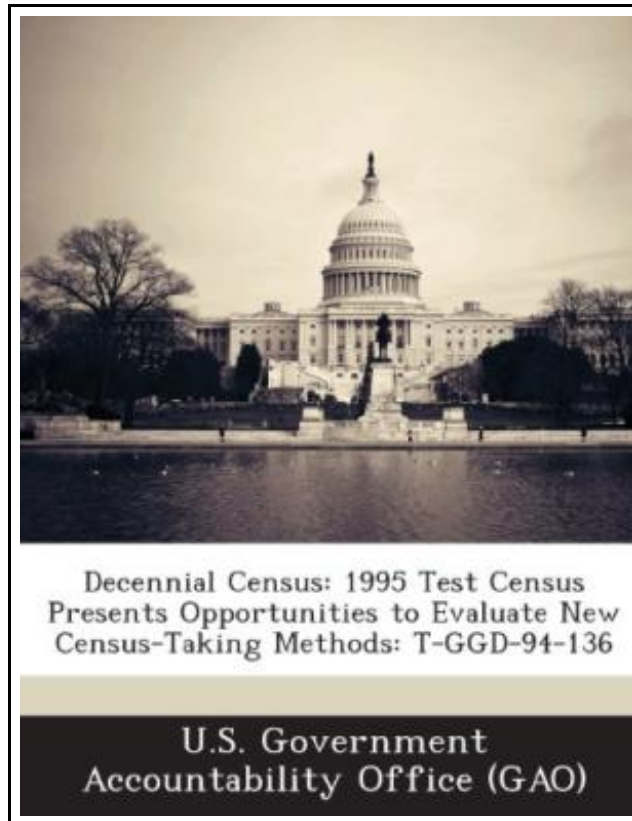 Decennial Census: 1995 Test Census
Presents Opportunities to Evaluate New
Census-Taking Methods: T-GGD-94-136
U.S. Government
Accountability Office (GAO)